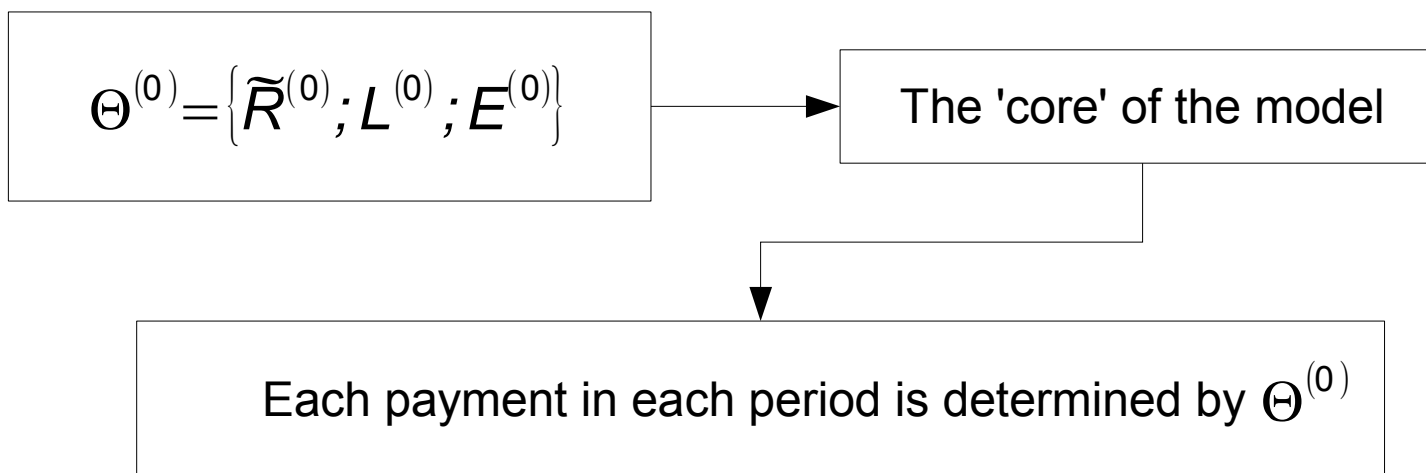 Θ^(0)={R̃^(0);L^(0);E^(0)}
The 'core' of the model
Each payment in each period is determined by Θ^(0)